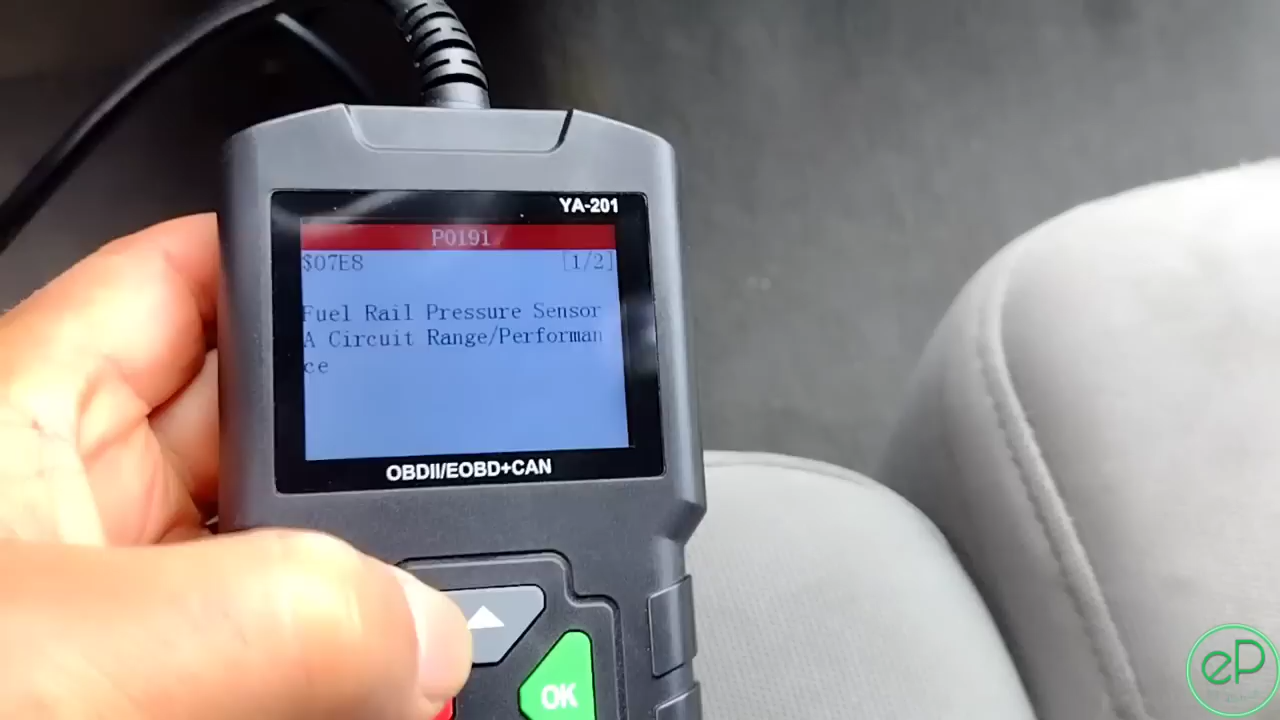 YA-201
P0191
$07E8 [1/2]
Fuel Rail Pressure Sensor
A Circuit Range/Performan
ce
OBDII/EOBD+CAN
OK
eP